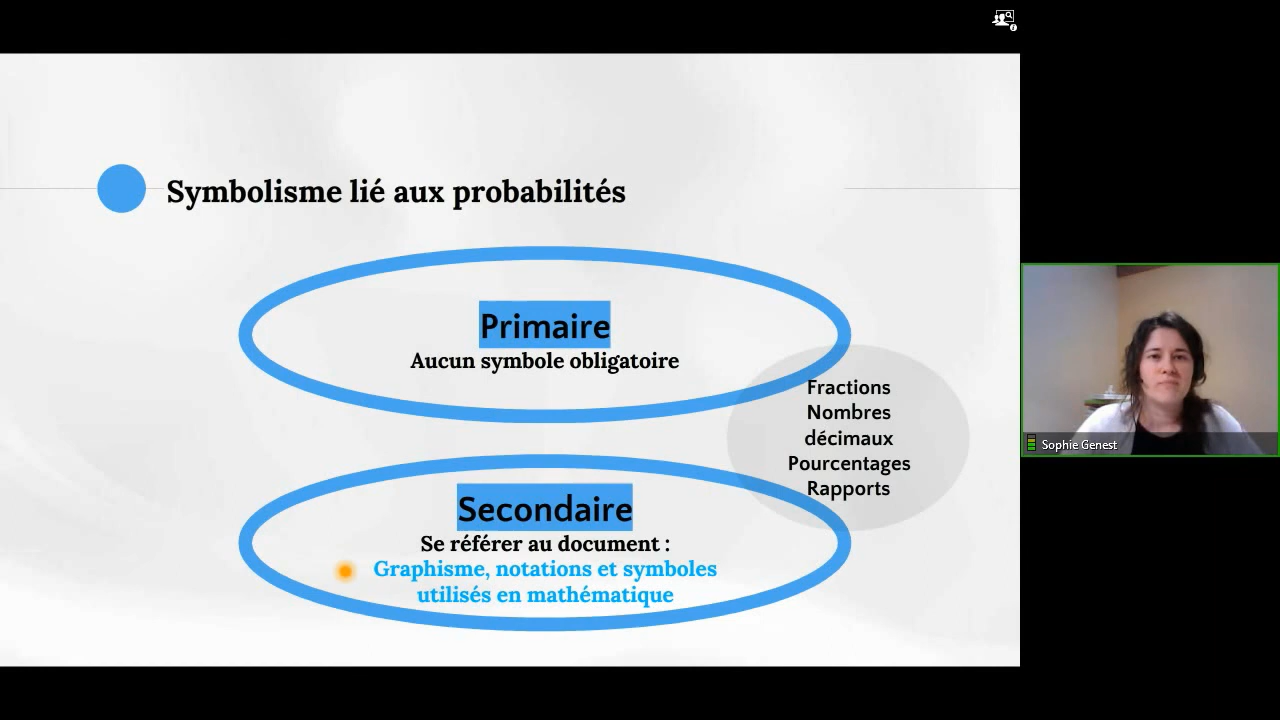 Symbolisme lié aux probabilités
Primaire
Aucun symbole obligatoire
Fractions
Nombres
décimaux
Pourcentages
Rapports
Secondaire
Se référer au document :
Graphisme, notations et symboles
utilisés en mathématique
Sophie Genest